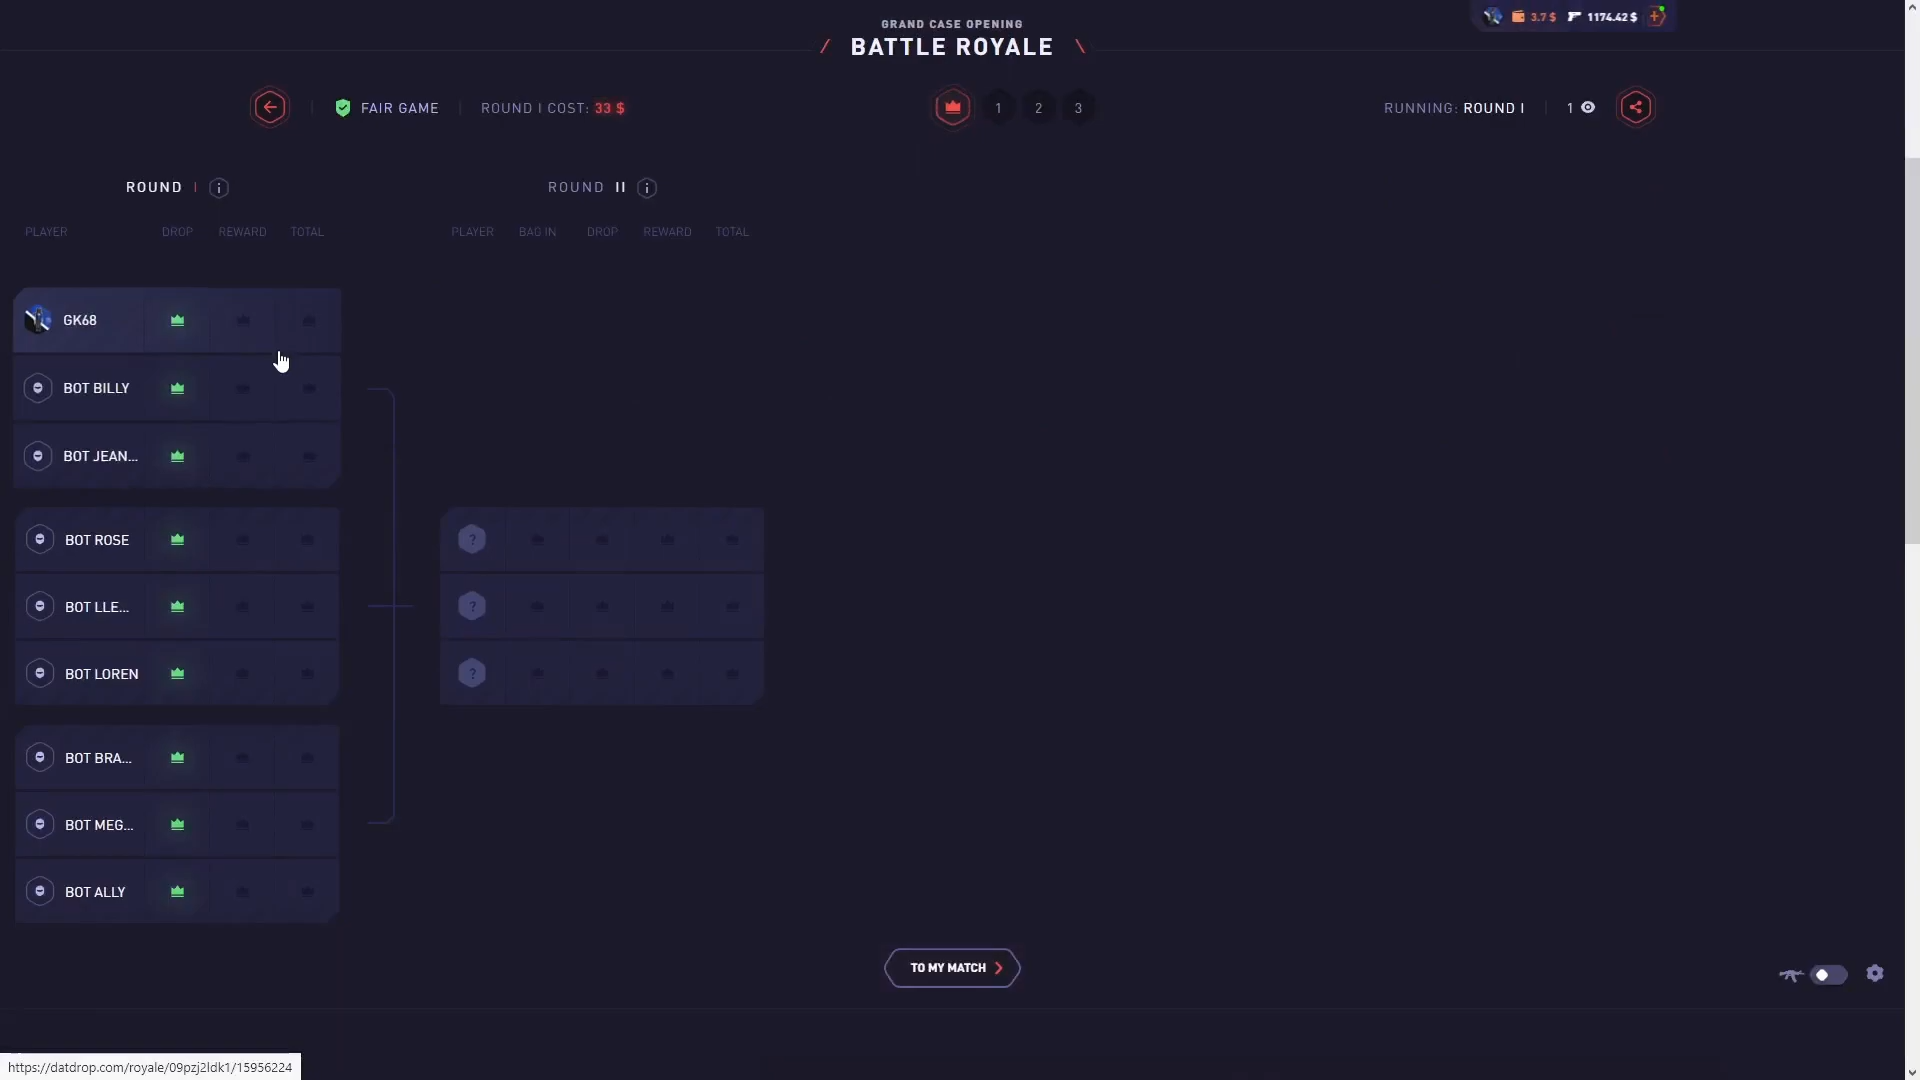 GRAND CASE OPENING
BATTLE ROYALE
3.7 $ 1174.42 $
FAIR GAME
ROUND I COST: 33 $
1 2 3
RUNNING: ROUND I
1
ROUND I
ROUND II
PLAYER DROP REWARD TOTAL
PLAYER BAG IN DROP REWARD TOTAL
GK68
BOT BILLY
BOT JEAN...
BOT ROSE
?
BOT LLE...
?
BOT LOREN
?
BOT BRA...
BOT MEG...
BOT ALLY
TO MY MATCH
https://datdrop.com/royale/09pzj2ldk1/15956224